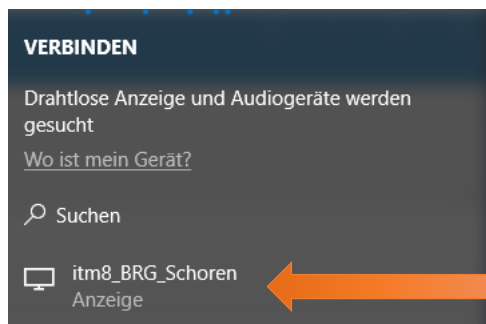 VERBINDEN
Drahtlose Anzeige und Audiogeräte werden
gesucht
Wo ist mein Gerät?
Suchen
itm8_BRG_Schoren
Anzeige